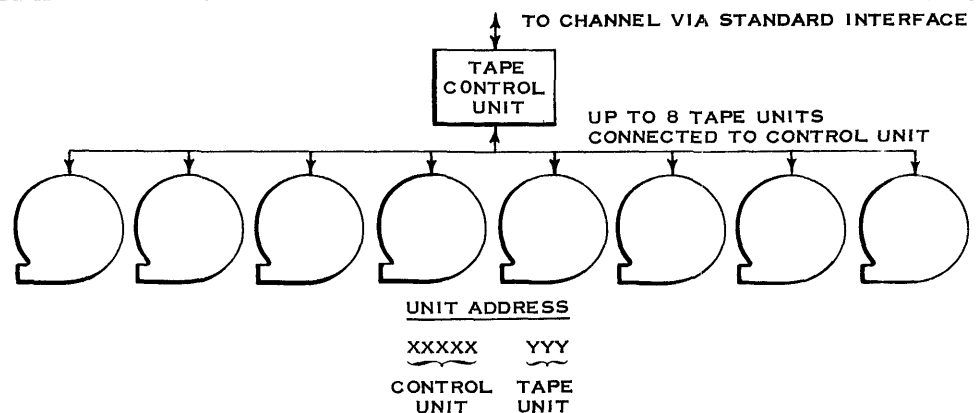 TO CHANNEL VIA STANDARD INTERFACE
TAPE
CONTROL
UNIT
UP TO 8 TAPE UNITS
CONNECTED TO CONTROL UNIT
UNIT ADDRESS
XXXXX YYY
CONTROL TAPE
UNIT UNIT